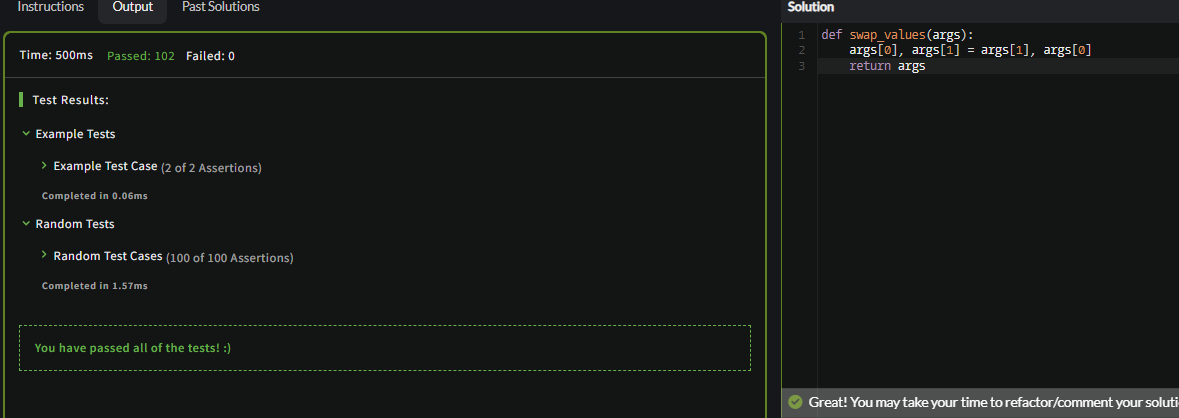 Instructions Output Past Solutions
Time: 500ms Passed: 102 Failed: 0
Test Results:
Example Tests
Example Test Case (2 of 2 Assertions)
Completed in 0.06ms
Random Tests
Random Test Cases (100 of 100 Assertions)
Completed in 1.57ms
You have passed all of the tests! :)
Solution
1 def swap_values(args):
2     args[0], args[1] = args[1], args[0]
3     return args
Great! You may take your time to refactor/comment your soluti